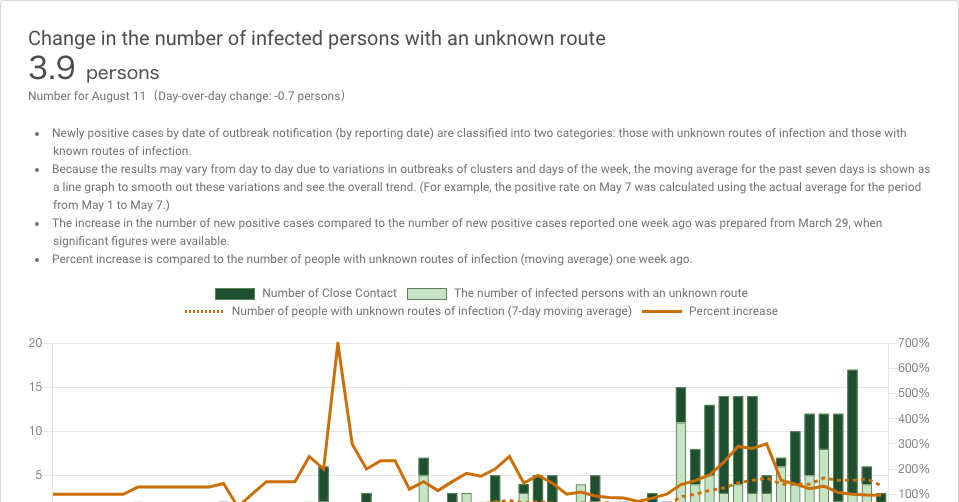 Change in the number of infected persons with an unknown route
3.9 persons
Number for August 11 (Day-over-day change: -0.7 persons)
• Newly positive cases by date of outbreak notification (by reporting date) are classified into two categories: those with unknown routes of infection and those with
known routes of infection.
• Because the results may vary from day to day due to variations in outbreaks of clusters and days of the week, the moving average for the past seven days is shown as
a line graph to smooth out these variations and see the overall trend. (For example, the positive rate on May 7 was calculated using the actual average for the period
from May 1 to May 7.)
• The increase in the number of new positive cases compared to the number of new positive cases reported one week ago was prepared from March 29, when
significant figures were available.
• Percent increase is compared to the number of people with unknown routes of infection (moving average) one week ago.
Number of Close Contact The number of infected persons with an unknown route
Number of people with unknown routes of infection (7-day moving average) Percent increase
20 700%
600%
15 500%
400%
10 300%
5 200%
100%